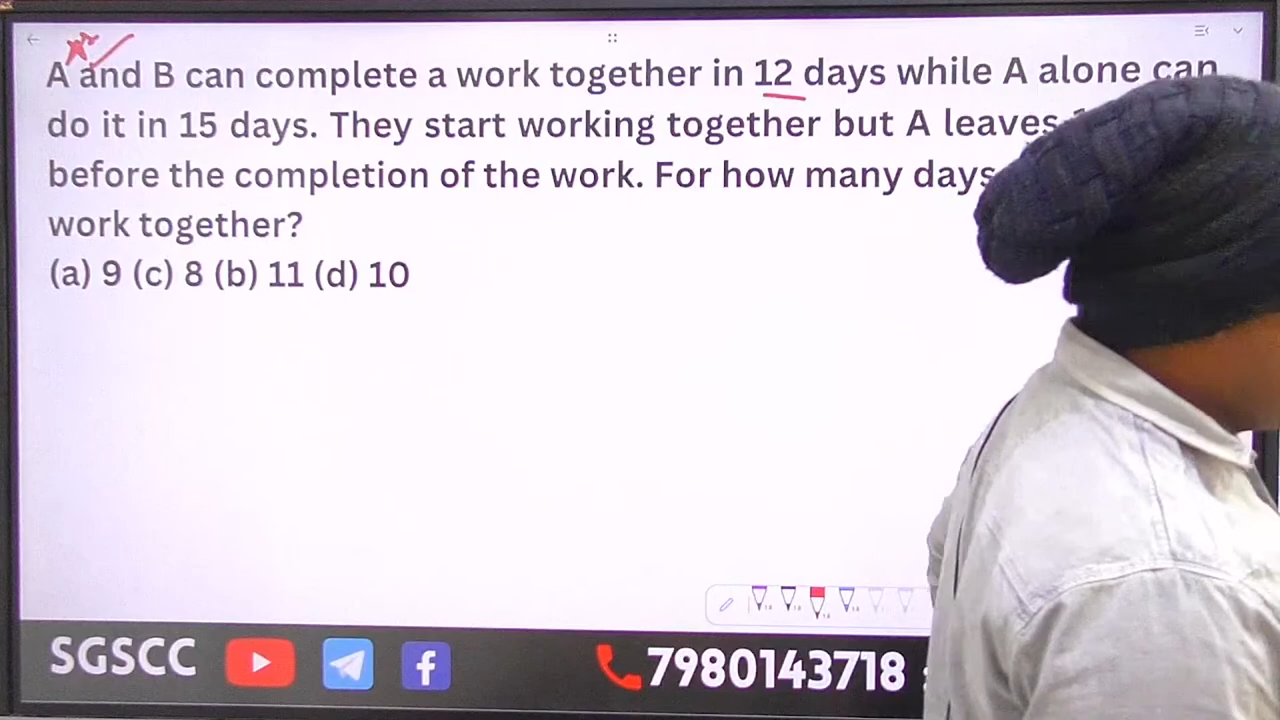 A and B can complete a work together in 12 days while A alone can
do it in 15 days. They start working together but A leaves
before the completion of the work. For how many days
work together?
(a) 9 (c) 8 (b) 11 (d) 10
SGSCC 7980143718